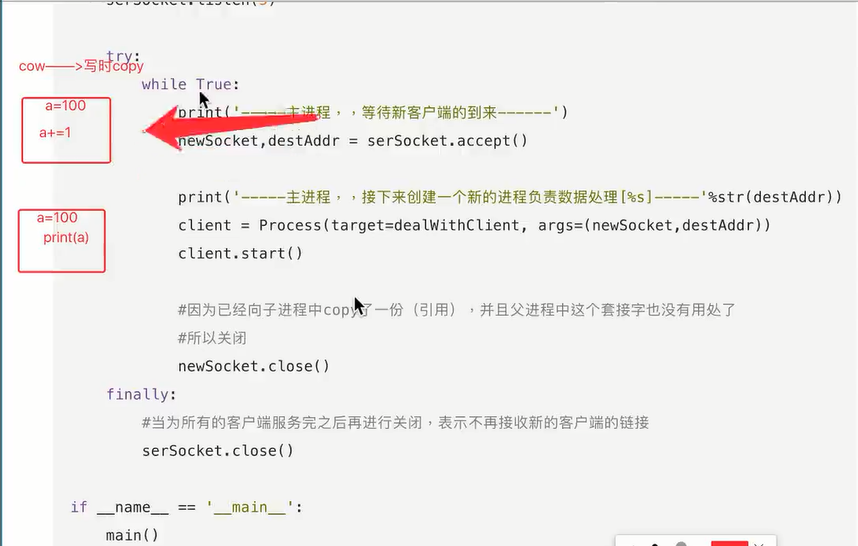 serSocket.listen(5)
try:
cow——>写时copy
while True:
a=100
a+=1
print('-----主进程，，等待新客户端的到来------')
newSocket,destAddr = serSocket.accept()
print('-----主进程，，接下来创建一个新的进程负责数据处理[%s]-----'%str(destAddr))
a=100
print(a)
client = Process(target=dealWithClient, args=(newSocket,destAddr))
client.start()
#因为已经向子进程中copy了一份（引用），并且父进程中这个套接字也没有用处了
#所以关闭
newSocket.close()
finally:
#当为所有的客户端服务完之后再进行关闭，表示不再接收新的客户端的链接
serSocket.close()
if __name__ == '__main__':
main()